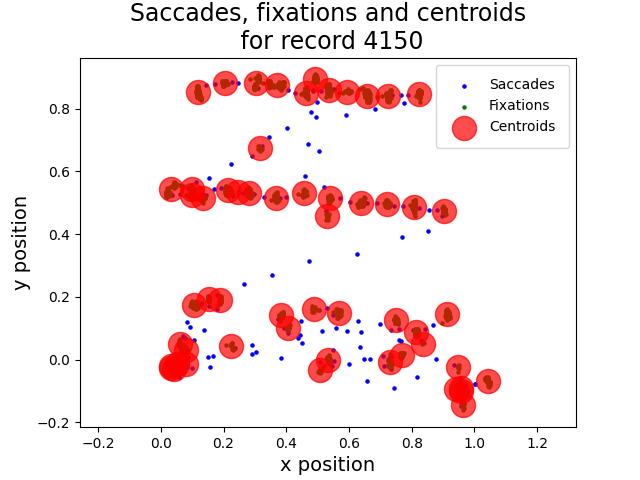 Saccades, fixations and centroids
for record 4150
Saccades
Fixations
Centroids
y position
0.8
0.6
0.4
0.2
0.0
−0.2
−0.2
0.0
0.2
0.4
0.6
0.8
1.0
1.2
x position